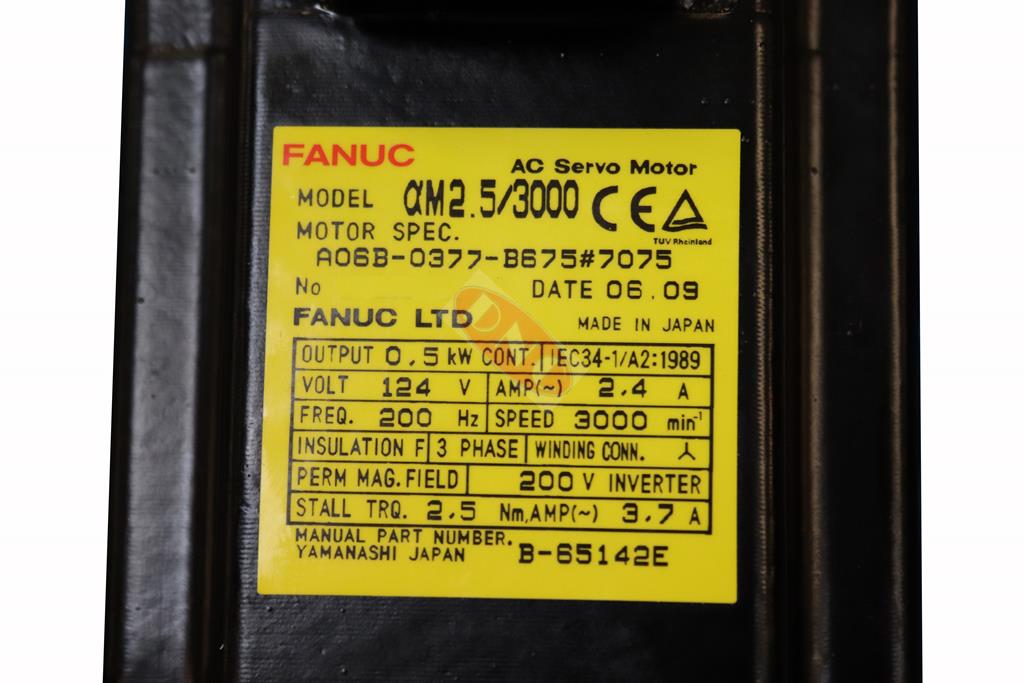 FANUC
AC Servo Motor
MODEL αM2.5/3000 CE
TUV Rheinland
MOTOR SPEC.
A06B-0377-B675#7075
No DATE 06.09
FANUC LTD MADE IN JAPAN
OUTPUT 0.5 kW CONT. IEC34-1/A2:1989
VOLT 124 V AMP(~) 2.4 A
FREQ. 200 Hz SPEED 3000 min⁻¹
INSULATION F 3 PHASE WINDING CONN.
PERM MAG.FIELD 200 V INVERTER
STALL TRQ. 2.5 Nm,AMP(~) 3.7 A
MANUAL PART NUMBER.
YAMANASHI JAPAN B-65142E